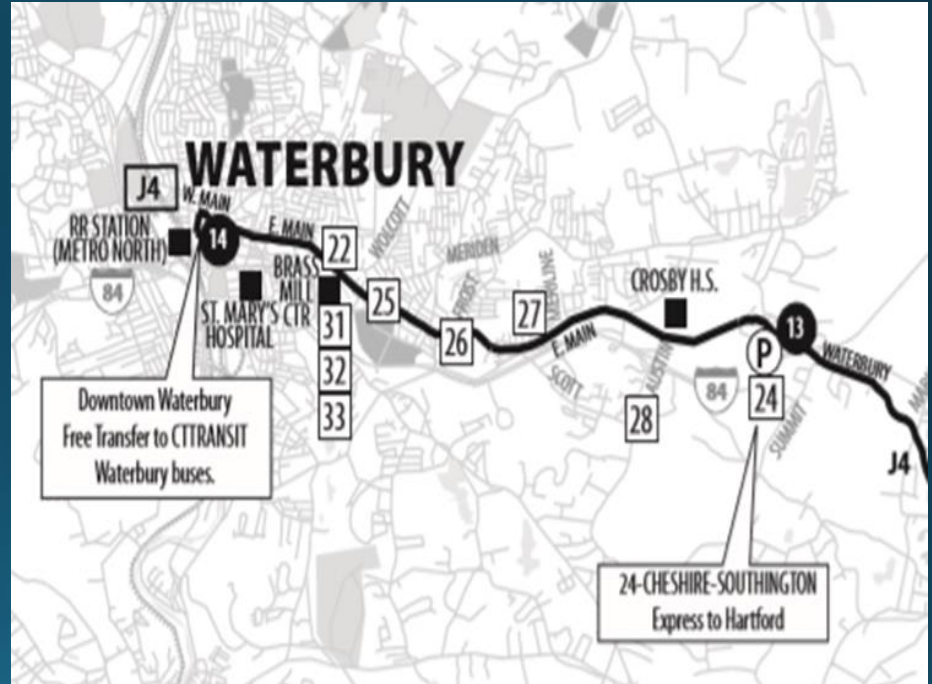 WATERBURY
J4
W. MAIN
RR STATION
(METRO NORTH)
14
E. MAIN
22
WOLCOTT
84
BRASS
MILL
CTR
ST. MARY'S
HOSPITAL
31
32
33
25
MERIDEN
FROST
26
27
E. MAIN
SCOTT
CROSBY H.S.
AUSTIN
28
84
P
24
13
SUMMIT
WATERBURY
J4
Downtown Waterbury
Free Transfer to CTTRANSIT
Waterbury buses.
24-CHESHIRE-SOUTHINGTON
Express to Hartford